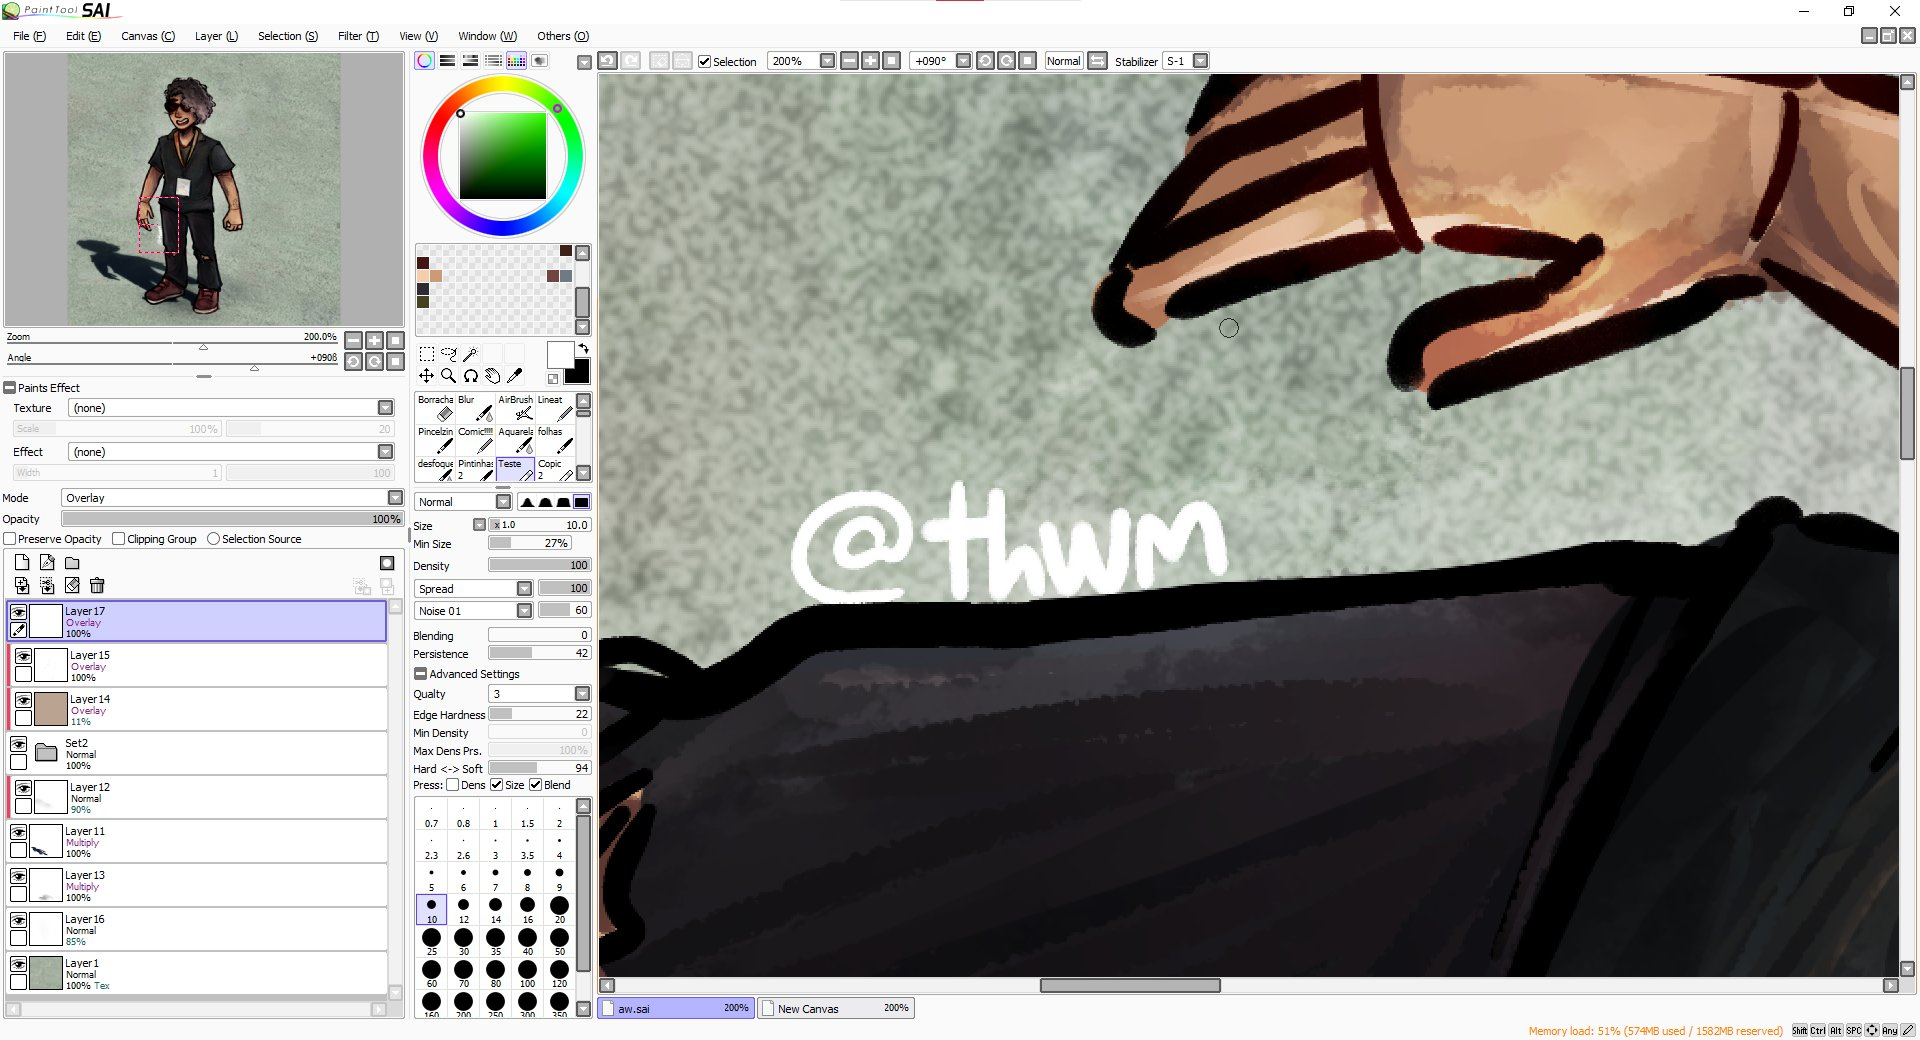 PaintTool SAI
File (F) Edit (E) Canvas (C) Layer (L) Selection (S) Filter (T) View (V) Window (W) Others (O)
Selection 200% +090° Normal Stabilizer S-1
Zoom 200.0%
Angle +090ß
Paints Effect
Texture (none)
Scale 100% 20
Effect (none)
Width 1 100
Mode Overlay
Opacity 100%
Preserve Opacity Clipping Group Selection Source
Layer17
Overlay
100%
Layer15
Overlay
100%
Layer14
Overlay
11%
Set2
Normal
100%
Layer12
Normal
90%
Layer11
Multiply
100%
Layer13
Multiply
100%
Layer16
Normal
85%
Layer1
Normal
100% Tex
Borracha Blur AirBrush Lineat
Pincelzin Comic!!!! Aquarela folhas
desfoque Pintinhas 2 Teste Copic 2
Normal
Size x 1.0 10.0
Min Size 27%
Density 100
Spread 100
Noise 01 60
Blending 0
Persistence 42
Advanced Settings
Qualty 3
Edge Hardness 22
Min Density 0
Max Dens Prs. 100%
Hard <-> Soft 94
Press: Dens Size Blend
0.7 0.8 1 1.5 2
2.3 2.6 3 3.5 4
5 6 7 8 9
10 12 14 16 20
25 30 35 40 50
60 70 80 100 120
160 200 250 300 350
@thwm
aw.sai 200% New Canvas 200%
Memory load: 51% (574MB used / 1582MB reserved) Shift Ctrl Alt SPC Any